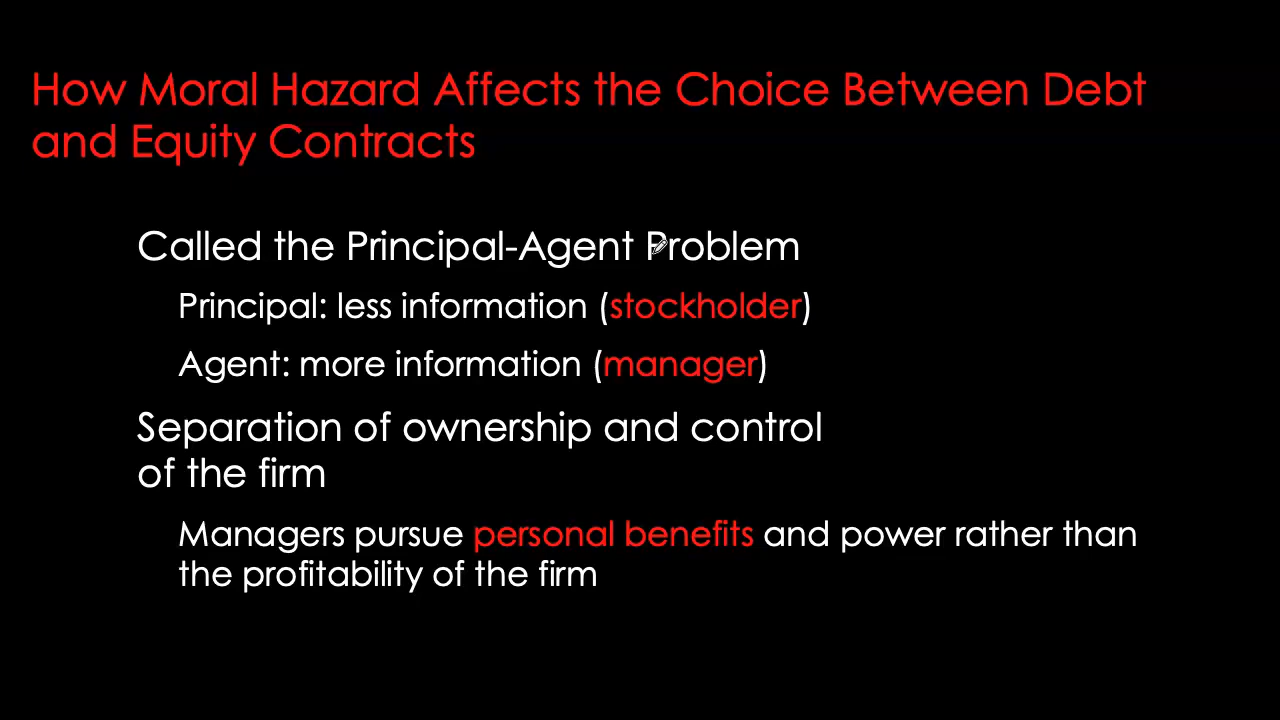 How Moral Hazard Affects the Choice Between Debt
and Equity Contracts
Called the Principal-Agent Problem
Principal: less information (stockholder)
Agent: more information (manager)
Separation of ownership and control
of the firm
Managers pursue personal benefits and power rather than
the profitability of the firm